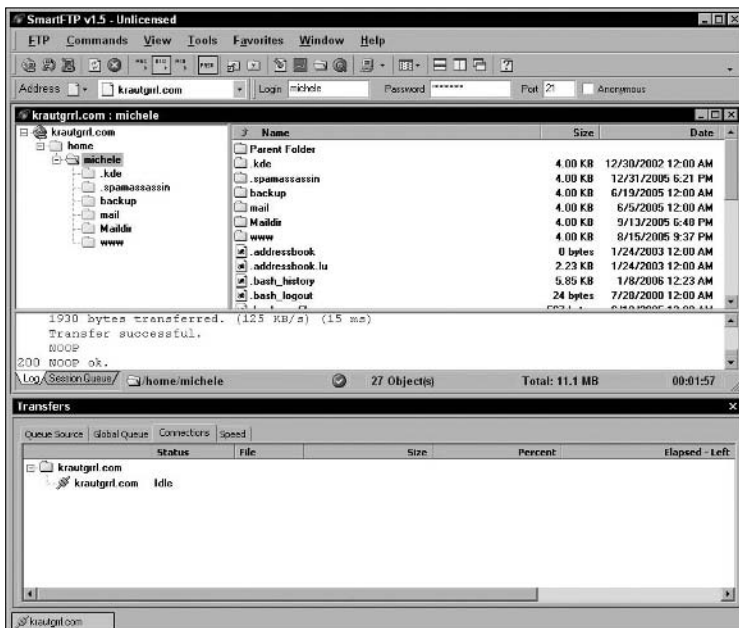 SmartFTP v1.5 - Unlicensed
FTP Commands View Tools Favorites Window Help
Address krautgrrl.com Login michele Password ******** Port 21 Anonymous
krautgrrl.com : michele
krautgrrl.com
home
michele
.kde
.spamassassin
backup
mail
Maildir
www
Name Size Date
Parent Folder
.kde 4.00 KB 12/30/2002 12:00 AM
.spamassassin 4.00 KB 12/31/2005 6:21 PM
backup 4.00 KB 6/19/2005 12:00 AM
mail 4.00 KB 6/5/2005 12:00 AM
Maildir 4.00 KB 9/13/2005 6:40 PM
www 4.00 KB 8/15/2005 9:37 PM
.addressbook 0 bytes 1/24/2003 12:00 AM
.addressbook.lu 2.23 KB 1/24/2003 12:00 AM
.bash_history 5.85 KB 1/8/2006 12:23 AM
.bash_logout 24 bytes 7/20/2000 12:00 AM
1930 bytes transferred. (125 KB/s) (15 ms)
Transfer successful.
NOOP
200 NOOP ok.
Log Session Queue /home/michele 27 Object(s) Total: 11.1 MB 00:01:57
Transfers
Queue Source Global Queue Connections Speed
Status File Size Percent Elapsed - Left
krautgrrl.com
krautgrrl.com Idle
krautgrrl.com